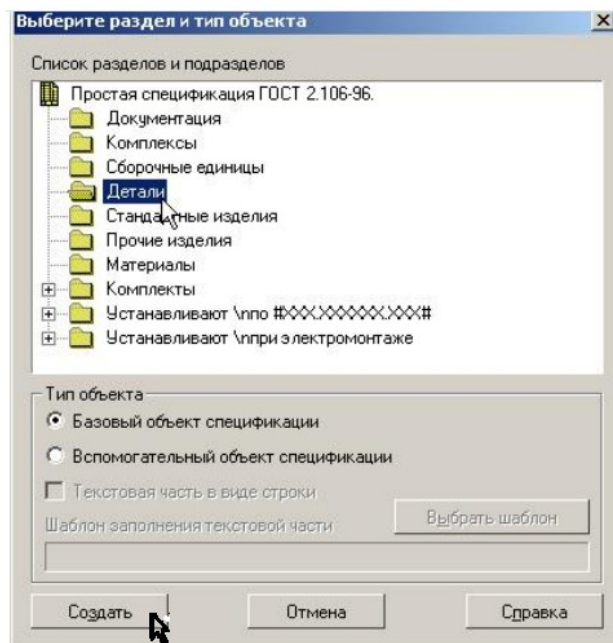 Выберите раздел и тип объекта
Список разделов и подразделов
Простая спецификация ГОСТ 2.106-96.
Документация
Комплексы
Сборочные единицы
Детали
Стандартные изделия
Прочие изделия
Материалы
Комплекты
Устанавливают \nпо #XXX.XXXXXX.XXX#
Устанавливают \nпри электромонтаже
Тип объекта
Базовый объект спецификации
Вспомогательный объект спецификации
Текстовая часть в виде строки
Шаблон заполнения текстовой части
Выбрать шаблон
Создать Отмена Справка